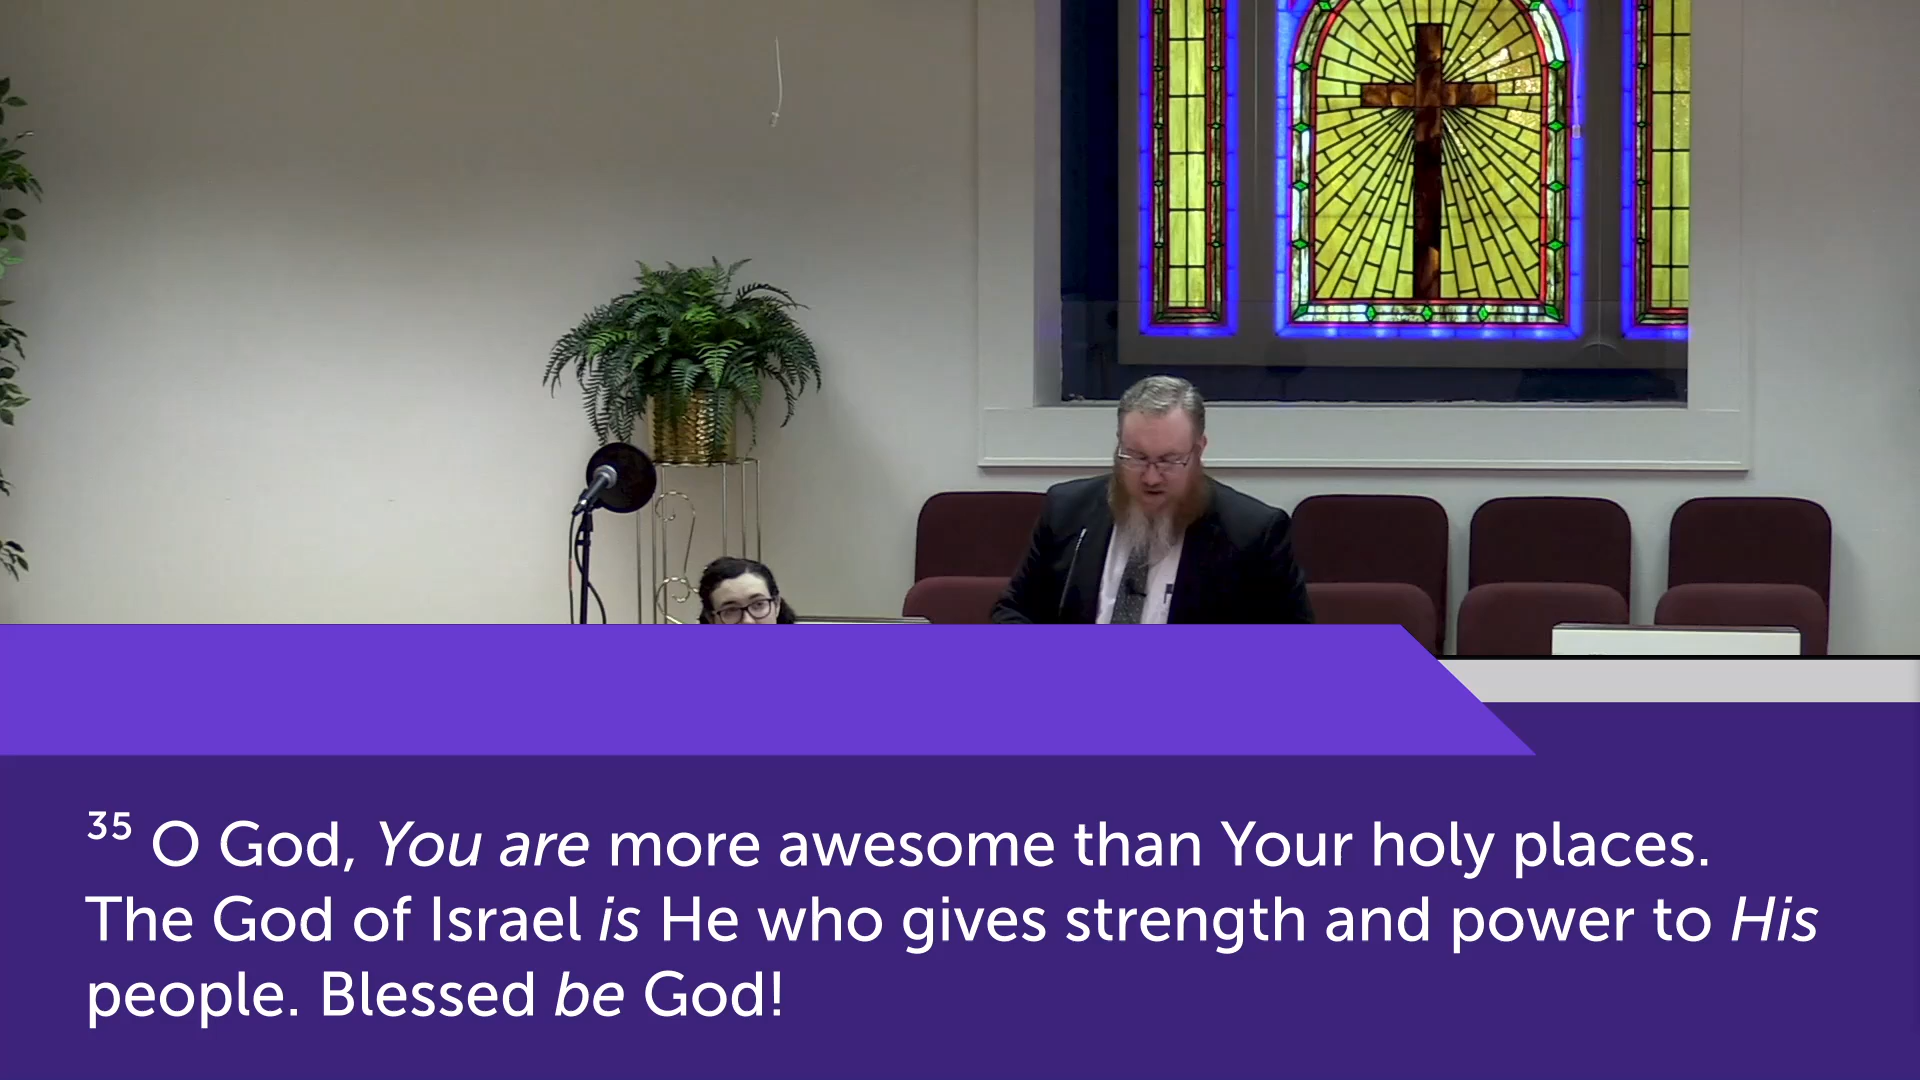 35 O God, You are more awesome than Your holy places.
The God of Israel is He who gives strength and power to His
people. Blessed be God!